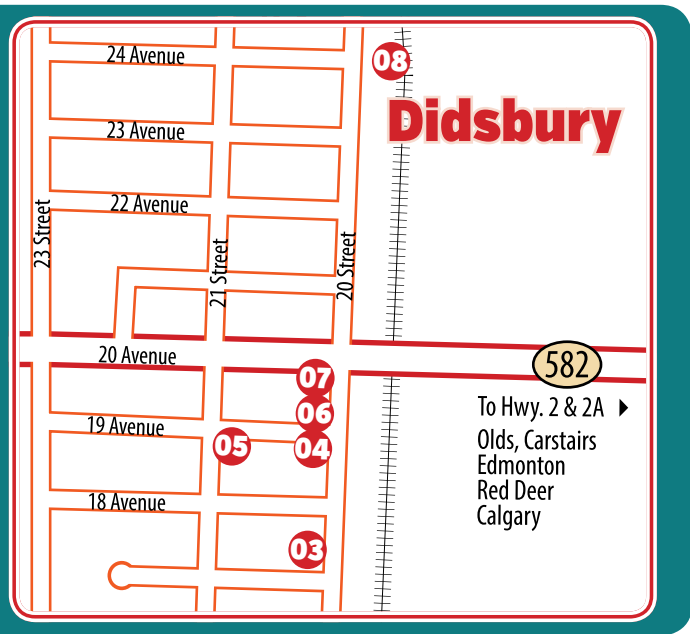 24 Avenue
08
Didsbury
23 Avenue
22 Avenue
23 Street
21 Street
20 Street
20 Avenue
582
07
To Hwy. 2 & 2A
06
19 Avenue
05
04
Olds, Carstairs
Edmonton
Red Deer
Calgary
18 Avenue
03